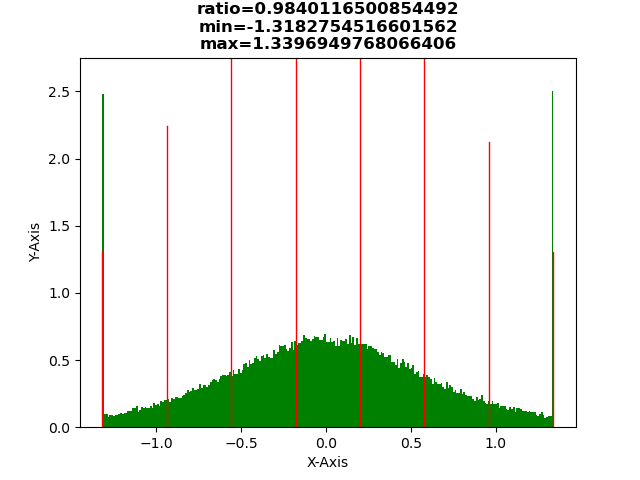 ratio=0.9840116500854492
min=-1.3182754516601562
max=1.3396949768066406
2.5
2.0
1.5
1.0
0.5
0.0
Y-Axis
−1.0 −0.5 0.0 0.5 1.0
X-Axis